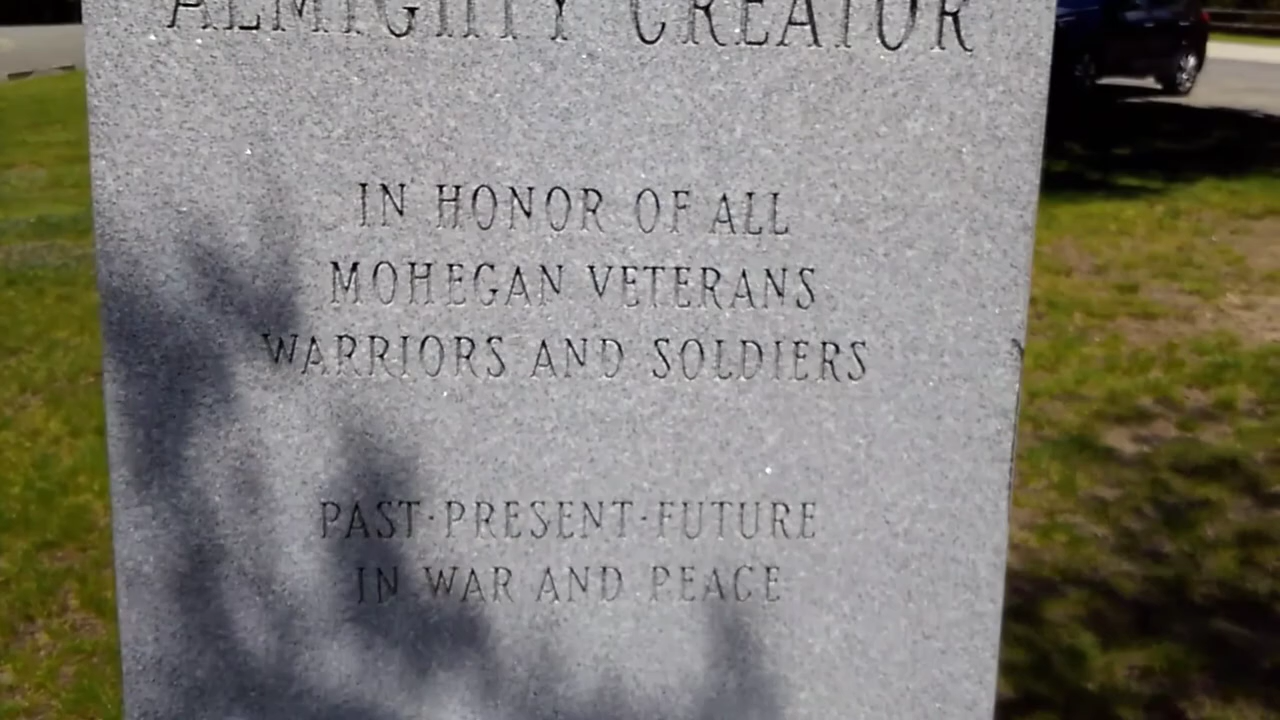 ALMIGHTY CREATOR
IN HONOR OF ALL
MOHEGAN VETERANS
WARRIORS AND SOLDIERS
PAST·PRESENT·FUTURE
IN WAR AND PEACE